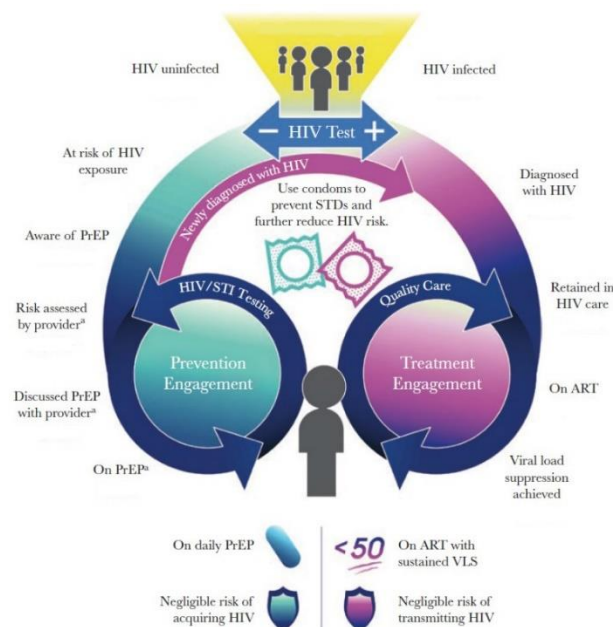 HIV uninfected
HIV infected
− HIV Test +
At risk of HIV
exposure
Newly diagnosed with HIV
Use condoms to
prevent STDs and
further reduce HIV risk.
Diagnosed
with HIV
Aware of PrEP
HIV/STI Testing
Quality Care
Retained in
HIV care
Risk assessed
by providerᵃ
Prevention
Engagement
Treatment
Engagement
Discussed PrEP
with providerᵃ
On ART
On PrEPᵃ
Viral load
suppression
achieved
On daily PrEP
<50
On ART with
sustained VLS
Negligible risk of
acquiring HIV
Negligible risk of
transmitting HIV